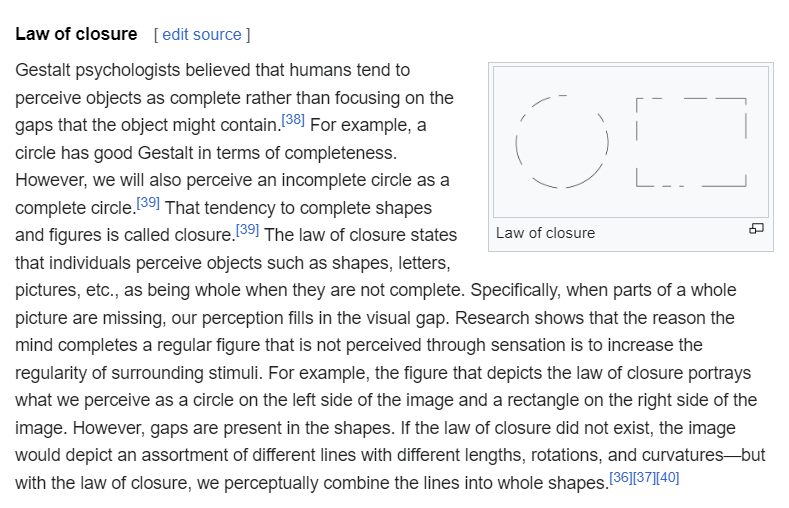 Law of closure [ edit source ]
Gestalt psychologists believed that humans tend to
perceive objects as complete rather than focusing on the
gaps that the object might contain.[38] For example, a
circle has good Gestalt in terms of completeness.
However, we will also perceive an incomplete circle as a
complete circle.[39] That tendency to complete shapes
and figures is called closure.[39] The law of closure states
that individuals perceive objects such as shapes, letters,
pictures, etc., as being whole when they are not complete. Specifically, when parts of a whole
picture are missing, our perception fills in the visual gap. Research shows that the reason the
mind completes a regular figure that is not perceived through sensation is to increase the
regularity of surrounding stimuli. For example, the figure that depicts the law of closure portrays
what we perceive as a circle on the left side of the image and a rectangle on the right side of the
image. However, gaps are present in the shapes. If the law of closure did not exist, the image
would depict an assortment of different lines with different lengths, rotations, and curvatures—but
with the law of closure, we perceptually combine the lines into whole shapes.[36][37][40]
Law of closure